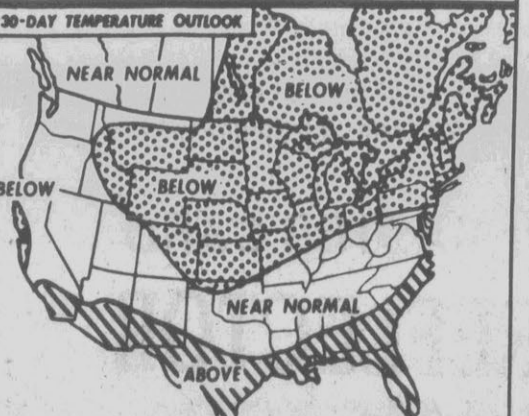 30-DAY TEMPERATURE OUTLOOK
NEAR NORMAL
BELOW
BELOW
BELOW
NEAR NORMAL
ABOVE